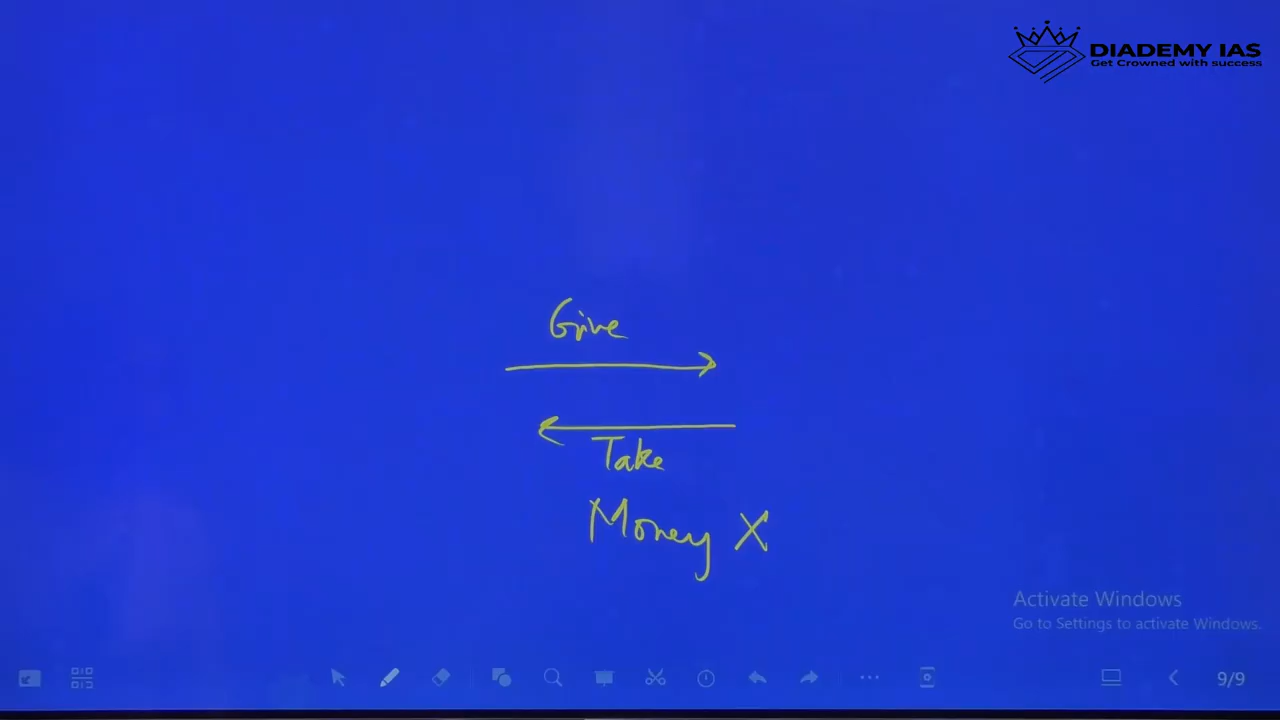 DIADEMY IAS
Get Crowned with success
Give
Take
Money X
Activate Windows
Go to Settings to activate Windows.
9/9